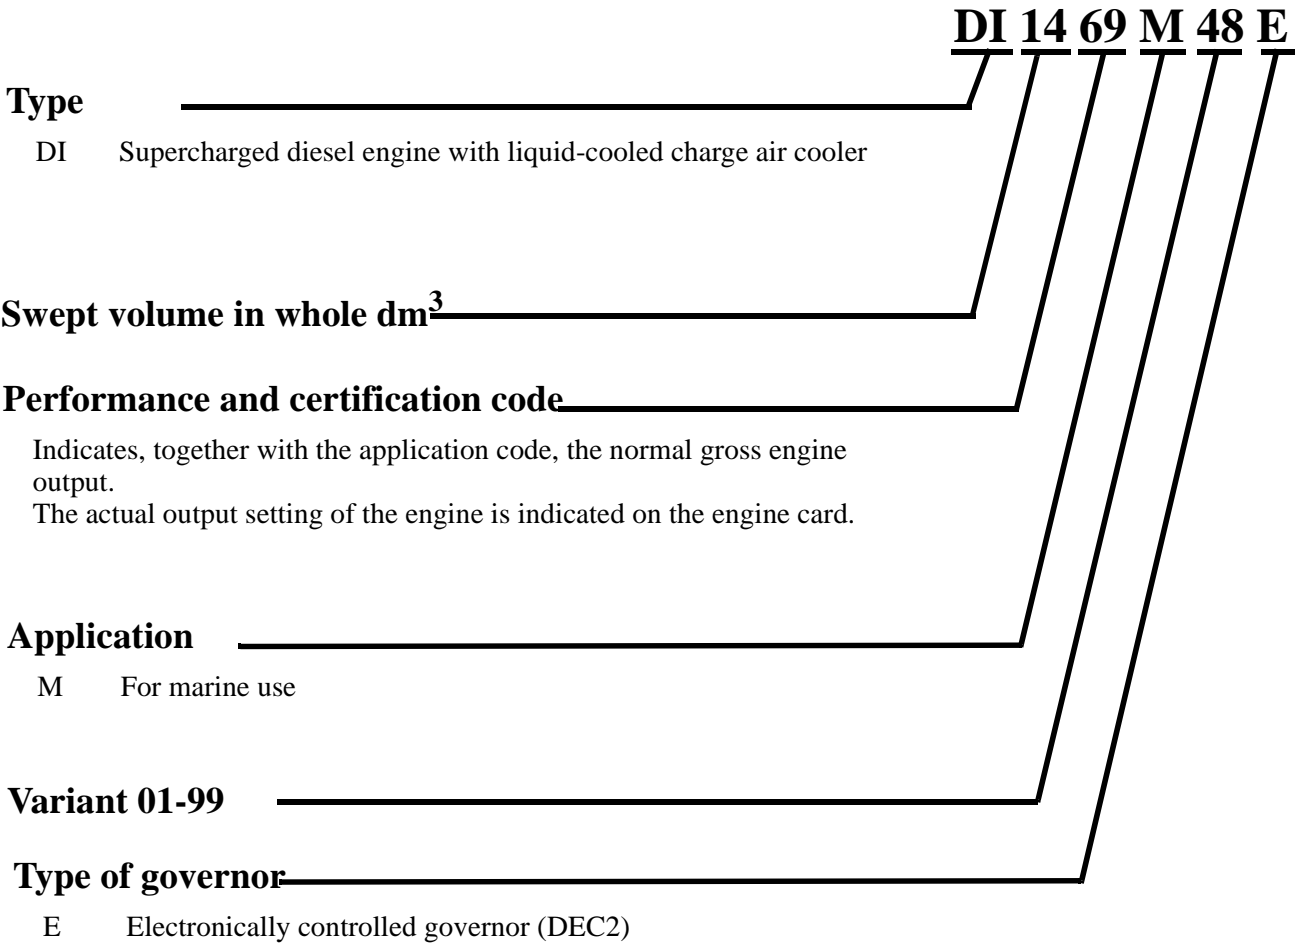 DI 14 69 M 48 E
Type
DI Supercharged diesel engine with liquid-cooled charge air cooler
Swept volume in whole dm3
Performance and certification code
Indicates, together with the application code, the normal gross engine
output.
The actual output setting of the engine is indicated on the engine card.
Application
M For marine use
Variant 01-99
Type of governor
E Electronically controlled governor (DEC2)